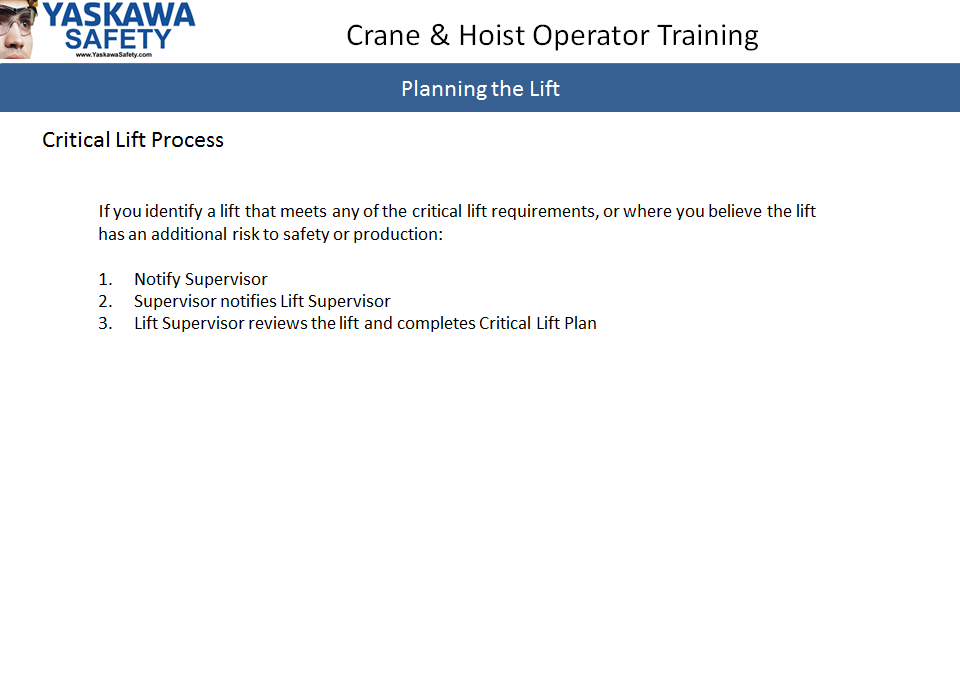 YASKAWA
SAFETY
www.YaskawaSafety.com
Crane & Hoist Operator Training
Planning the Lift
Critical Lift Process
If you identify a lift that meets any of the critical lift requirements, or where you believe the lift
has an additional risk to safety or production:
1. Notify Supervisor
2. Supervisor notifies Lift Supervisor
3. Lift Supervisor reviews the lift and completes Critical Lift Plan